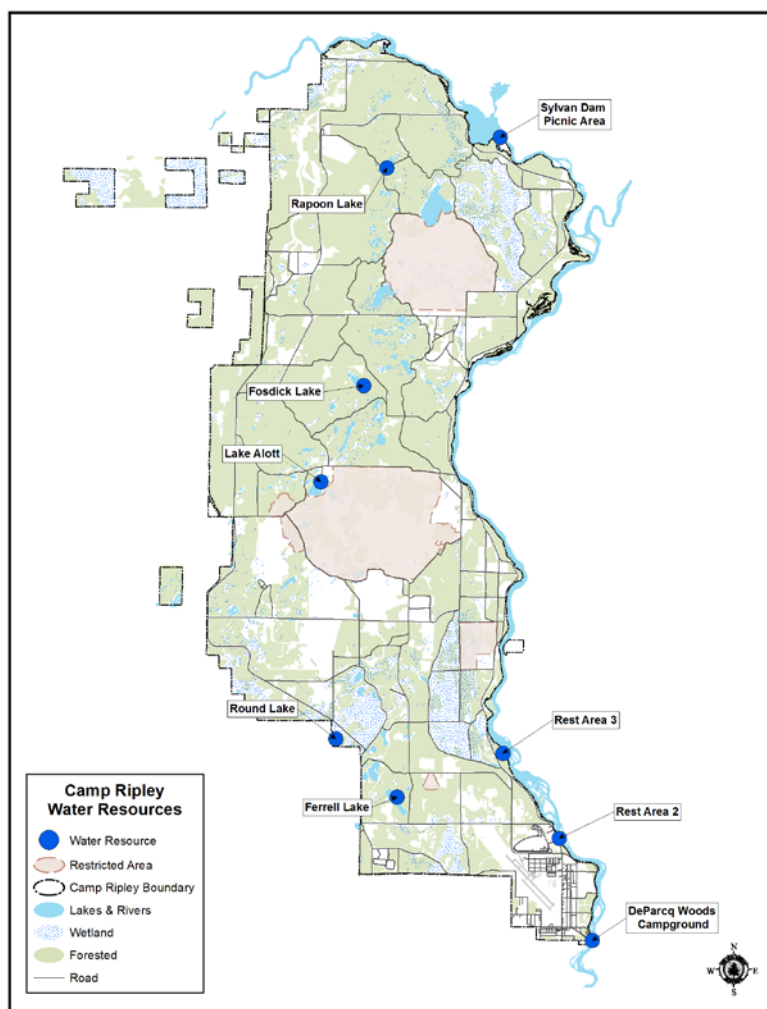 Sylvan Dam
Picnic Area
Rapoon Lake
Fosdick Lake
Lake Alott
Round Lake
Rest Area 3
Ferrell Lake
Rest Area 2
DeParcq Woods
Campground
Camp Ripley
Water Resources
Water Resource
Restricted Area
Camp Ripley Boundary
Lakes & Rivers
Wetland
Forested
Road
N
W
E
S